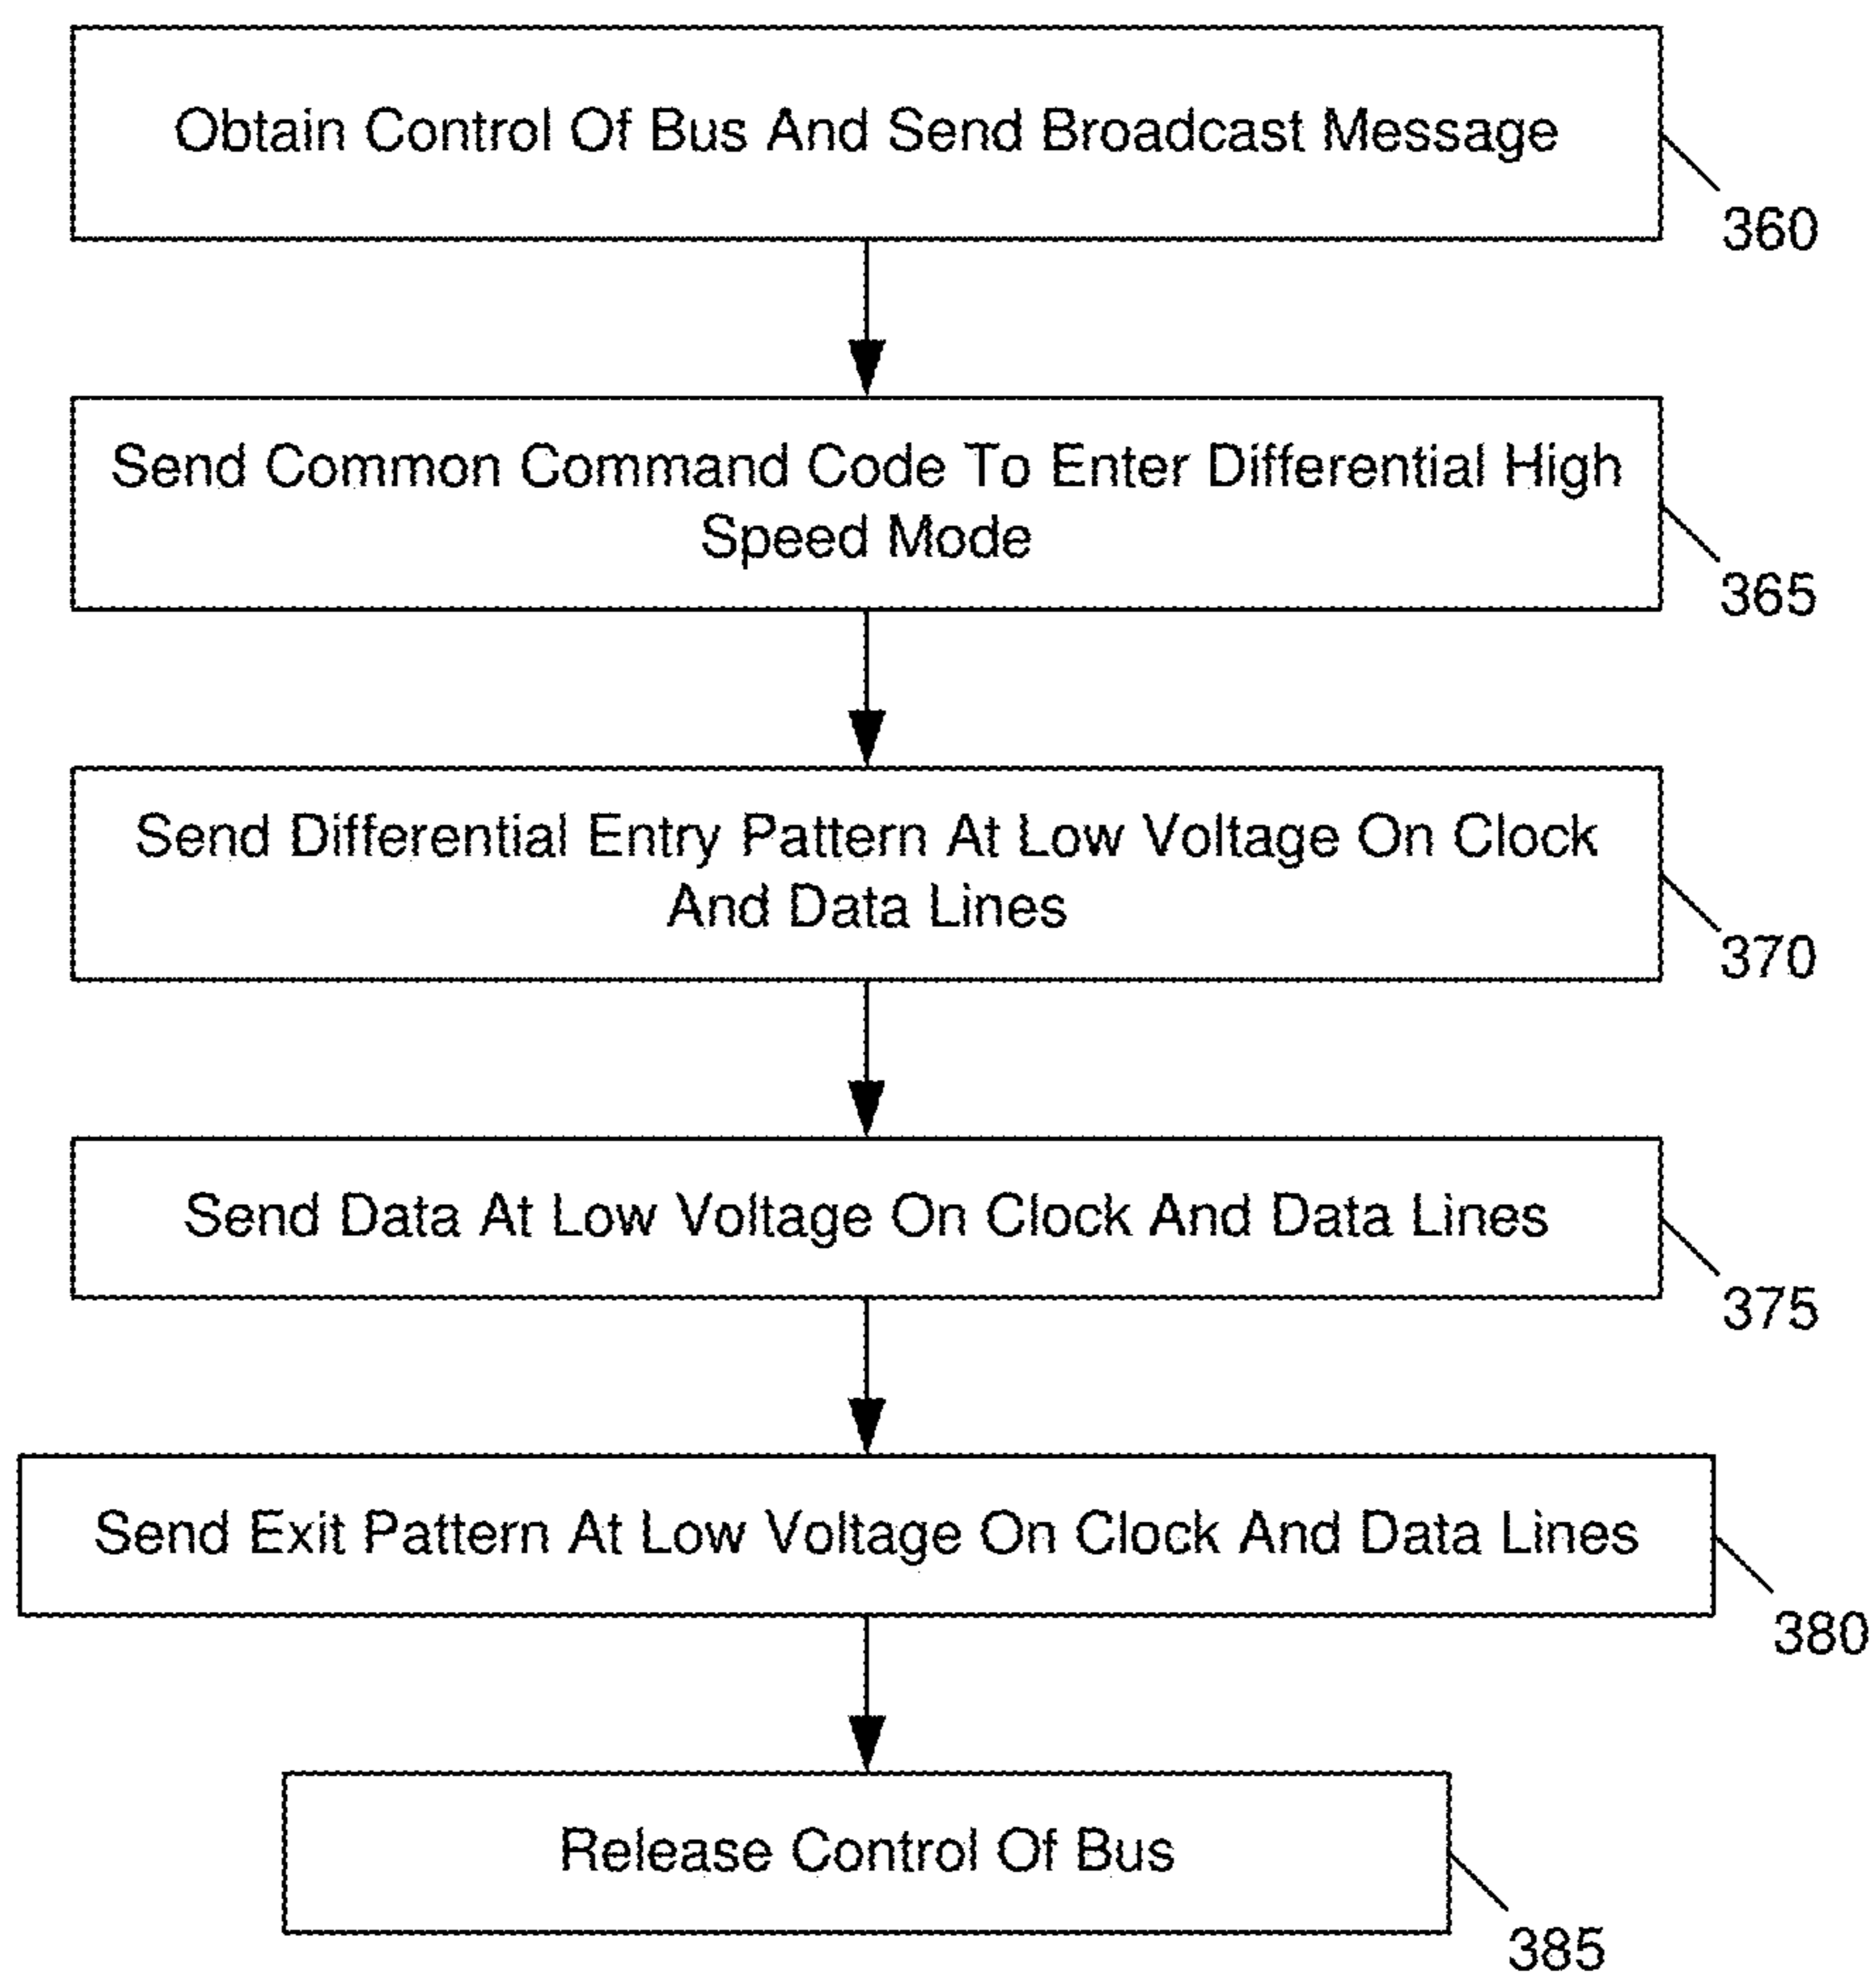 Obtain Control Of Bus And Send Broadcast Message
360
Send Common Command Code To Enter Differential High
Speed Mode
365
Send Differential Entry Pattern At Low Voltage On Clock
And Data Lines
370
Send Data At Low Voltage On Clock And Data Lines
375
Send Exit Pattern At Low Voltage On Clock And Data Lines
380
Release Control Of Bus
385